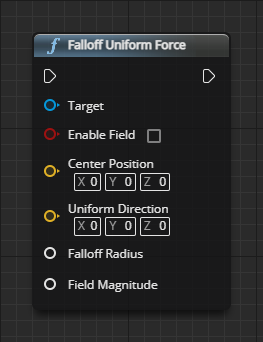 f Falloff Uniform Force
Target
Enable Field
Center Position
X 0 Y 0 Z 0
Uniform Direction
X 0 Y 0 Z 0
Falloff Radius
Field Magnitude